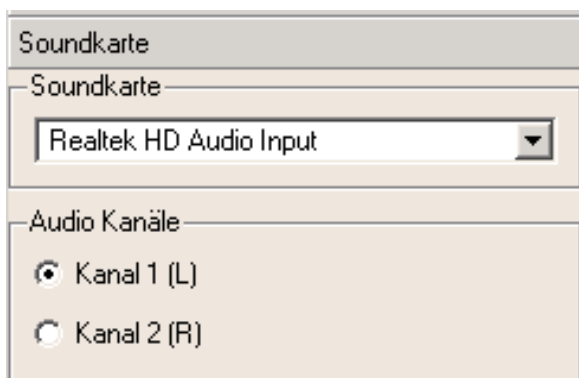 Soundkarte
Soundkarte
Realtek HD Audio Input
Audio Kanäle
Kanal 1 (L)
Kanal 2 (R)